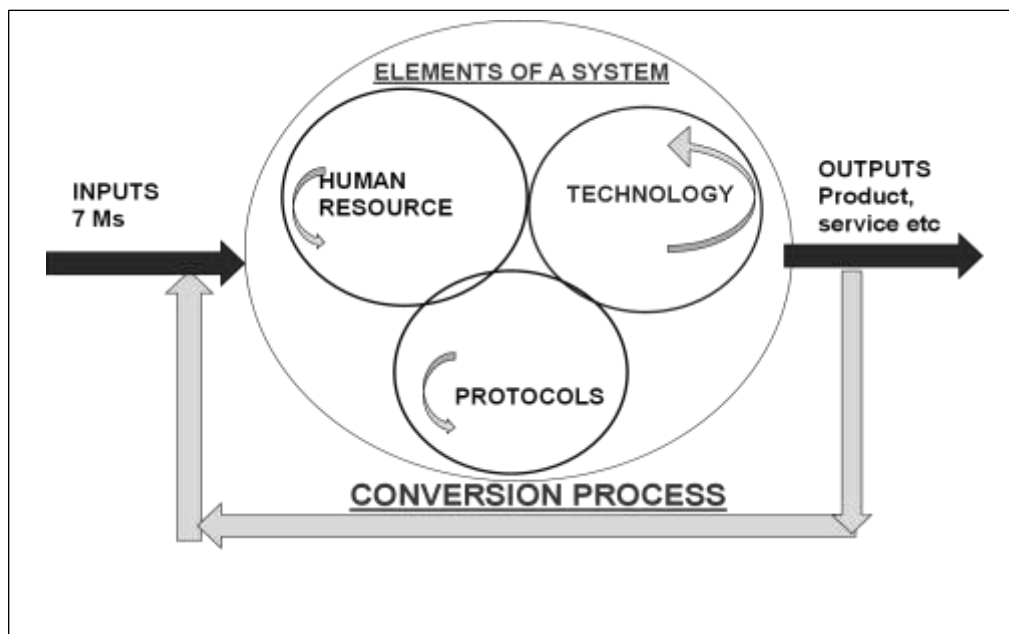 ELEMENTS OF A SYSTEM
INPUTS
7 Ms
HUMAN
RESOURCE
TECHNOLOGY
OUTPUTS
Product,
service etc
PROTOCOLS
CONVERSION PROCESS